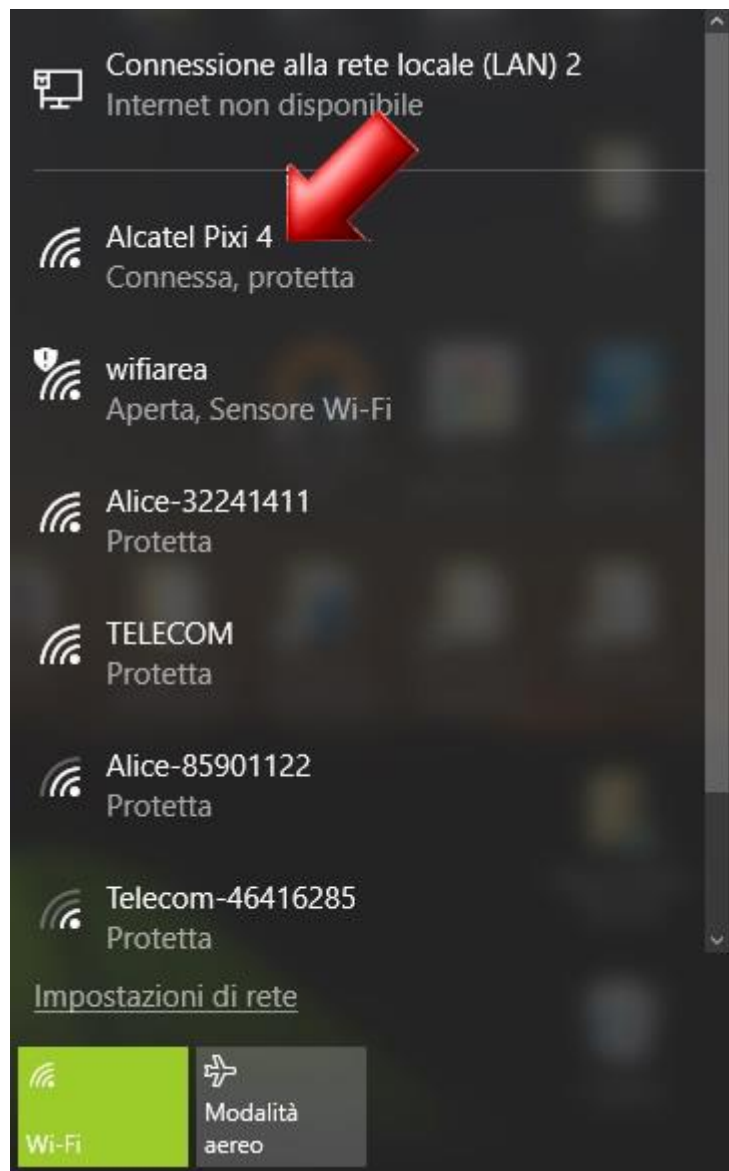 Connessione alla rete locale (LAN) 2
Internet non disponibile
Alcatel Pixi 4
Connessa, protetta
wifiarea
Aperta, Sensore Wi-Fi
Alice-32241411
Protetta
TELECOM
Protetta
Alice-85901122
Protetta
Telecom-46416285
Protetta
Impostazioni di rete
Wi-Fi
Modalità
aereo